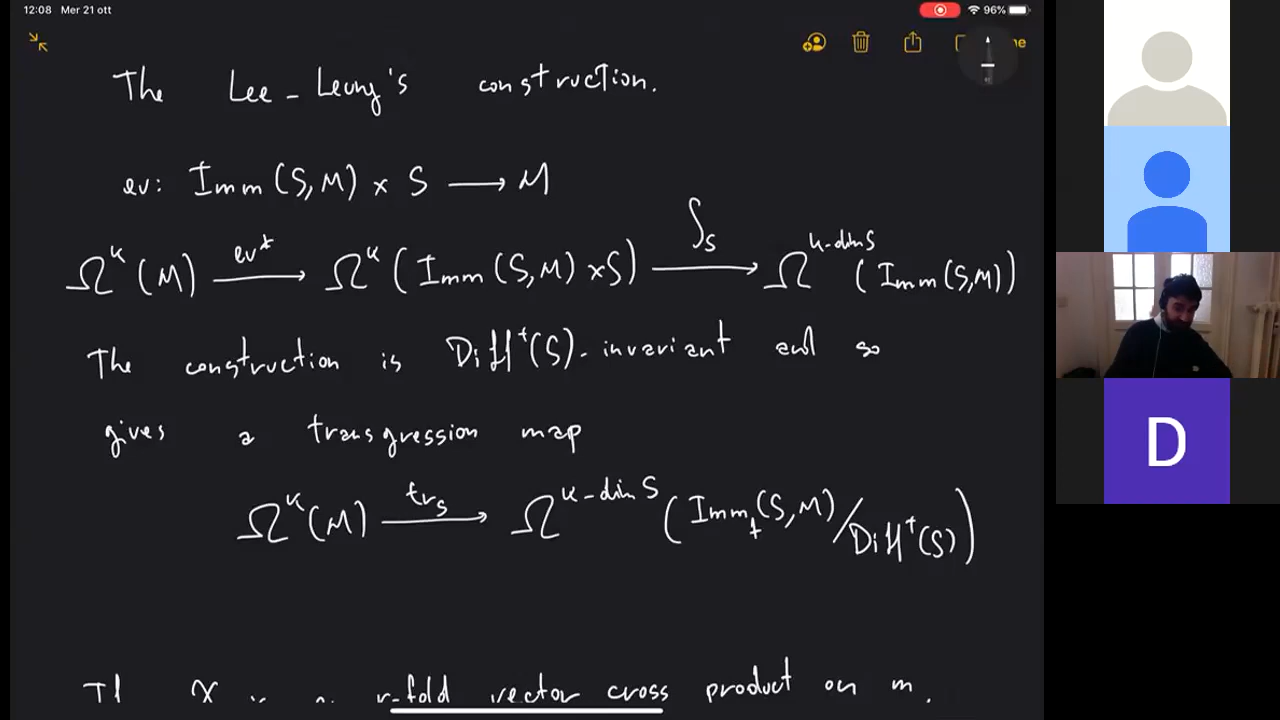 12:08 Mer 21 ott
96%
The Lee-Leung's construction.
ev: Imm(S,M) × S ⟶ M
Ω^k(M) ⟶^{ev*} Ω^k(Imm(S,M)×S) ⟶^{∫_S} Ω^{k-dim S}(Imm(S,M))
The construction is Diff⁺(S)-invariant and so
gives a transgression map
Ω^k(M) ⟶^{tr_S} Ω^{k-dim S}(Imm_f(S,M)/Diff⁺(S))
X r-fold vector cross product on m.
D